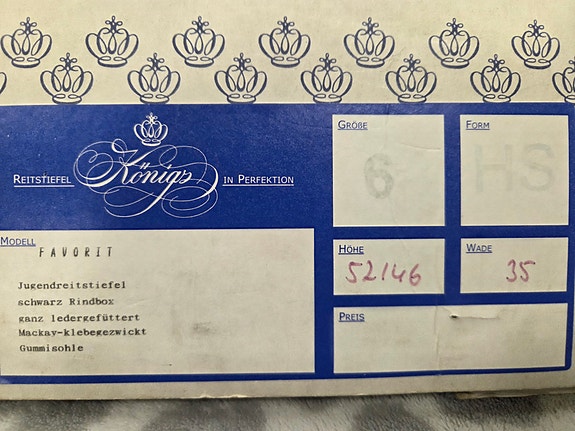 REITSTIEFEL Königs IN PERFEKTION
GRÖßE
6
FORM
HS
MODELL
FAVORIT
Jugendreitstiefel
schwarz Rindbox
ganz ledergefüttert
Mackay-klebegezwickt
Gummisohle
HÖHE
52/46
WADE
35
PREIS